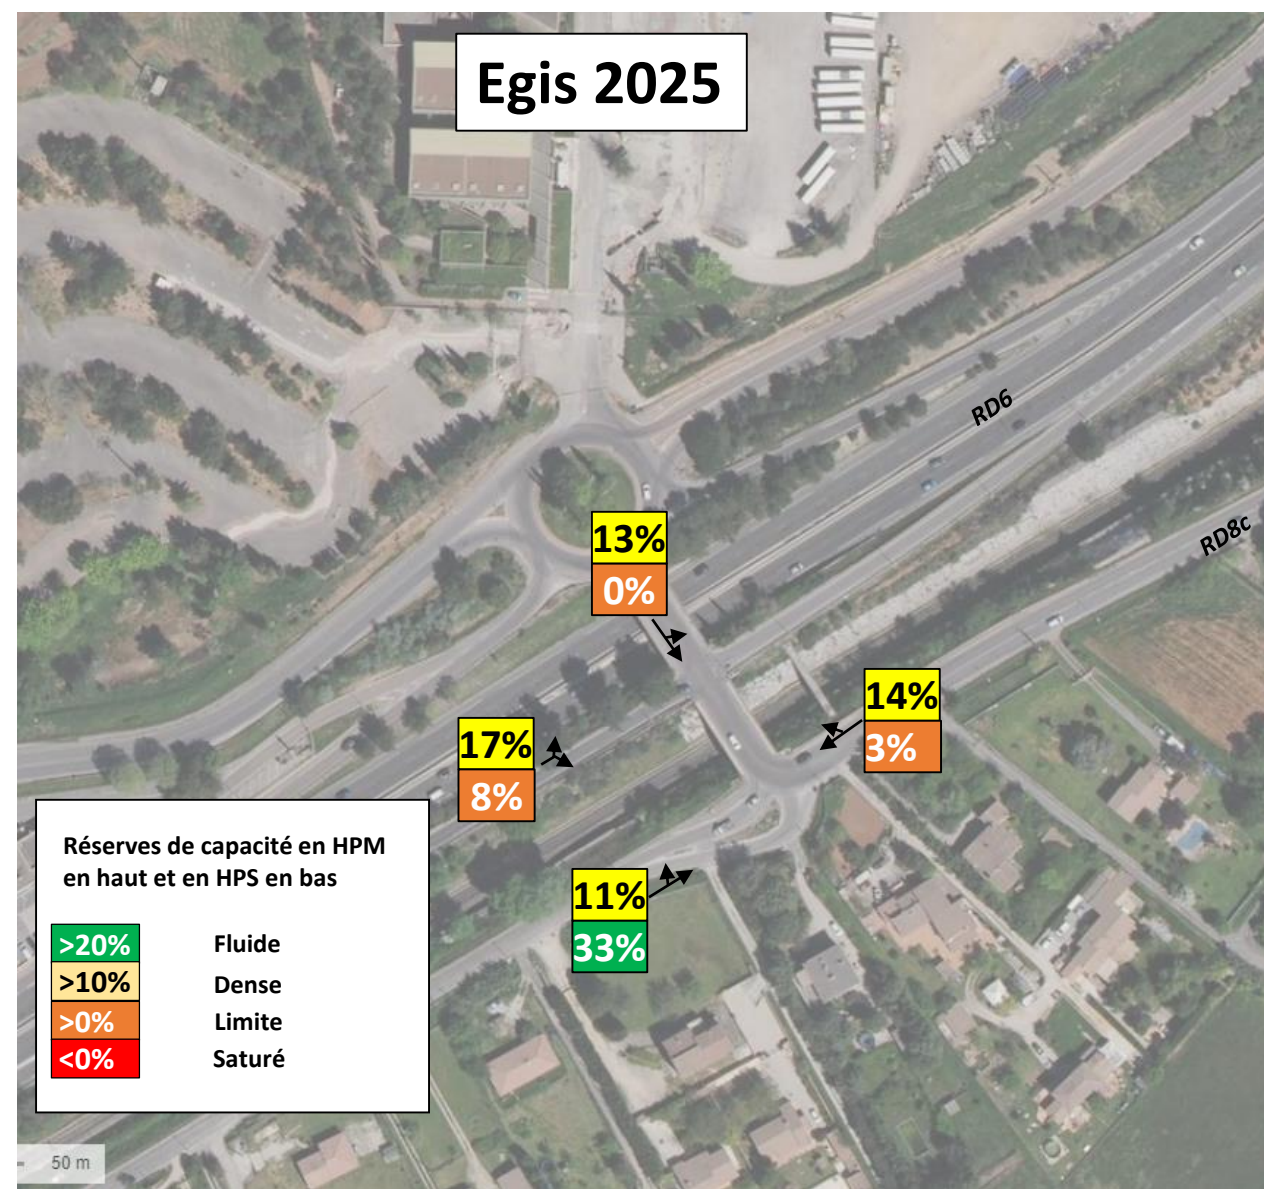 Egis 2025
RD6
RD8c
13%
0%
14%
3%
17%
8%
11%
33%
Réserves de capacité en HPM
en haut et en HPS en bas
>20% Fluide
>10% Dense
>0% Limite
<0% Saturé
50 m